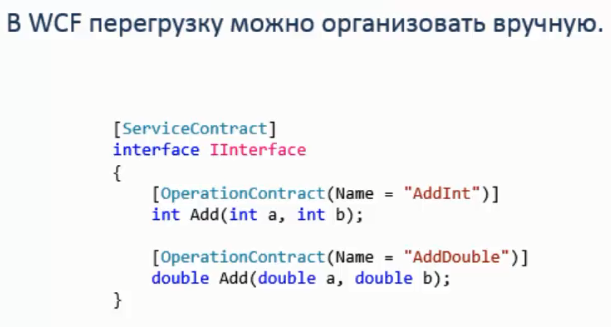 В WCF перегрузку можно организовать вручную.
[ServiceContract]
interface IInterface
{
[OperationContract(Name = "AddInt")]
int Add(int a, int b);
[OperationContract(Name = "AddDouble")]
double Add(double a, double b);
}